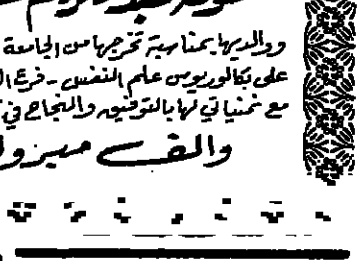 ووالديها بمناسبة تخرجها من الجامعة
على بكالوريوس علم النفس - فرع
مع تمنياتي لها بالتوفيق والنجاح في
والف مبروك